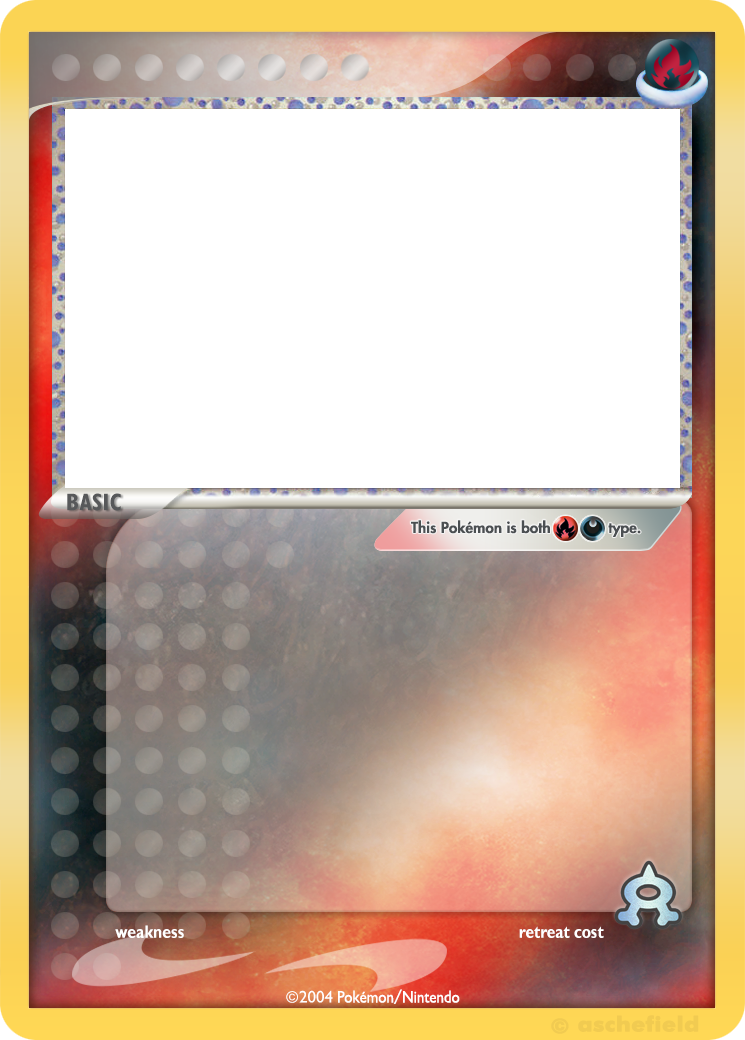 BASIC
This Pokémon is both type.
weakness
retreat cost
©2004 Pokémon/Nintendo
© aschefield